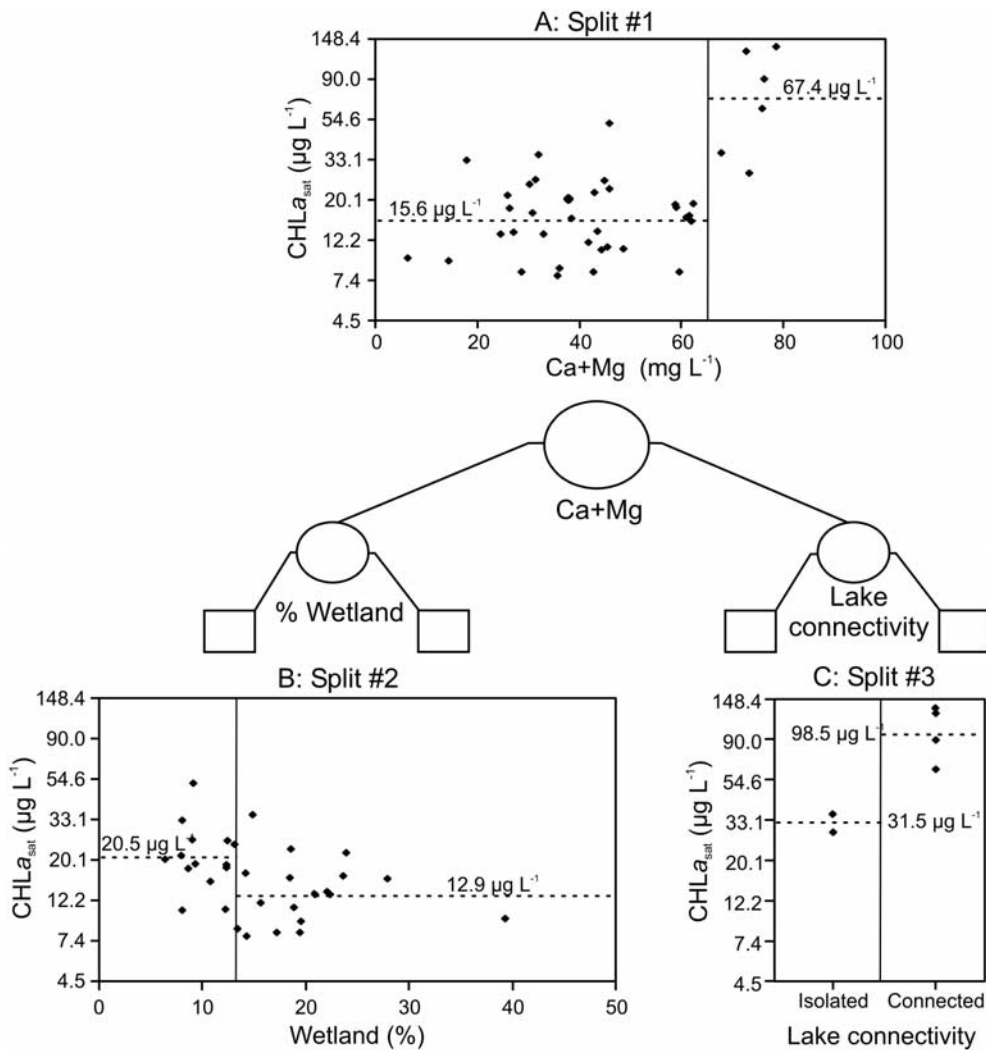 A: Split #1
148.4
90.0
54.6
33.1
20.1
12.2
7.4
4.5
CHLa_sat (µg L⁻¹)
67.4 µg L⁻¹
15.6 µg L⁻¹
0 20 40 60 80 100
Ca+Mg (mg L⁻¹)
Ca+Mg
% Wetland
Lake
connectivity
B: Split #2
148.4
90.0
54.6
33.1
20.1
12.2
7.4
4.5
CHLa_sat (µg L⁻¹)
20.5 µg L⁻¹
12.9 µg L⁻¹
0 10 20 30 40 50
Wetland (%)
C: Split #3
148.4
90.0
54.6
33.1
20.1
12.2
7.4
4.5
CHLa_sat (µg L⁻¹)
98.5 µg L⁻¹
31.5 µg L⁻¹
Isolated Connected
Lake connectivity